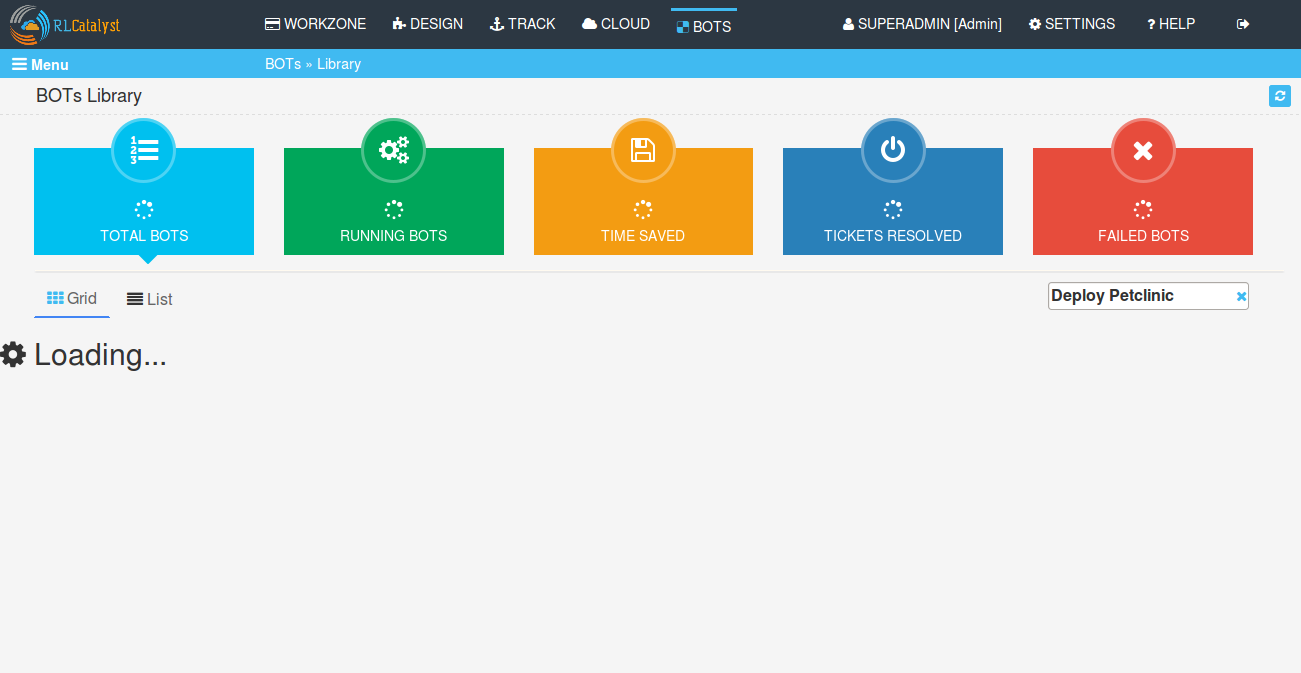 RLCatalyst WORKZONE DESIGN TRACK CLOUD BOTS SUPERADMIN [Admin] SETTINGS ? HELP
Menu BOTs » Library
BOTs Library
1 2 3
TOTAL BOTS RUNNING BOTS TIME SAVED TICKETS RESOLVED FAILED BOTS
Grid List Deploy Petclinic
Loading...